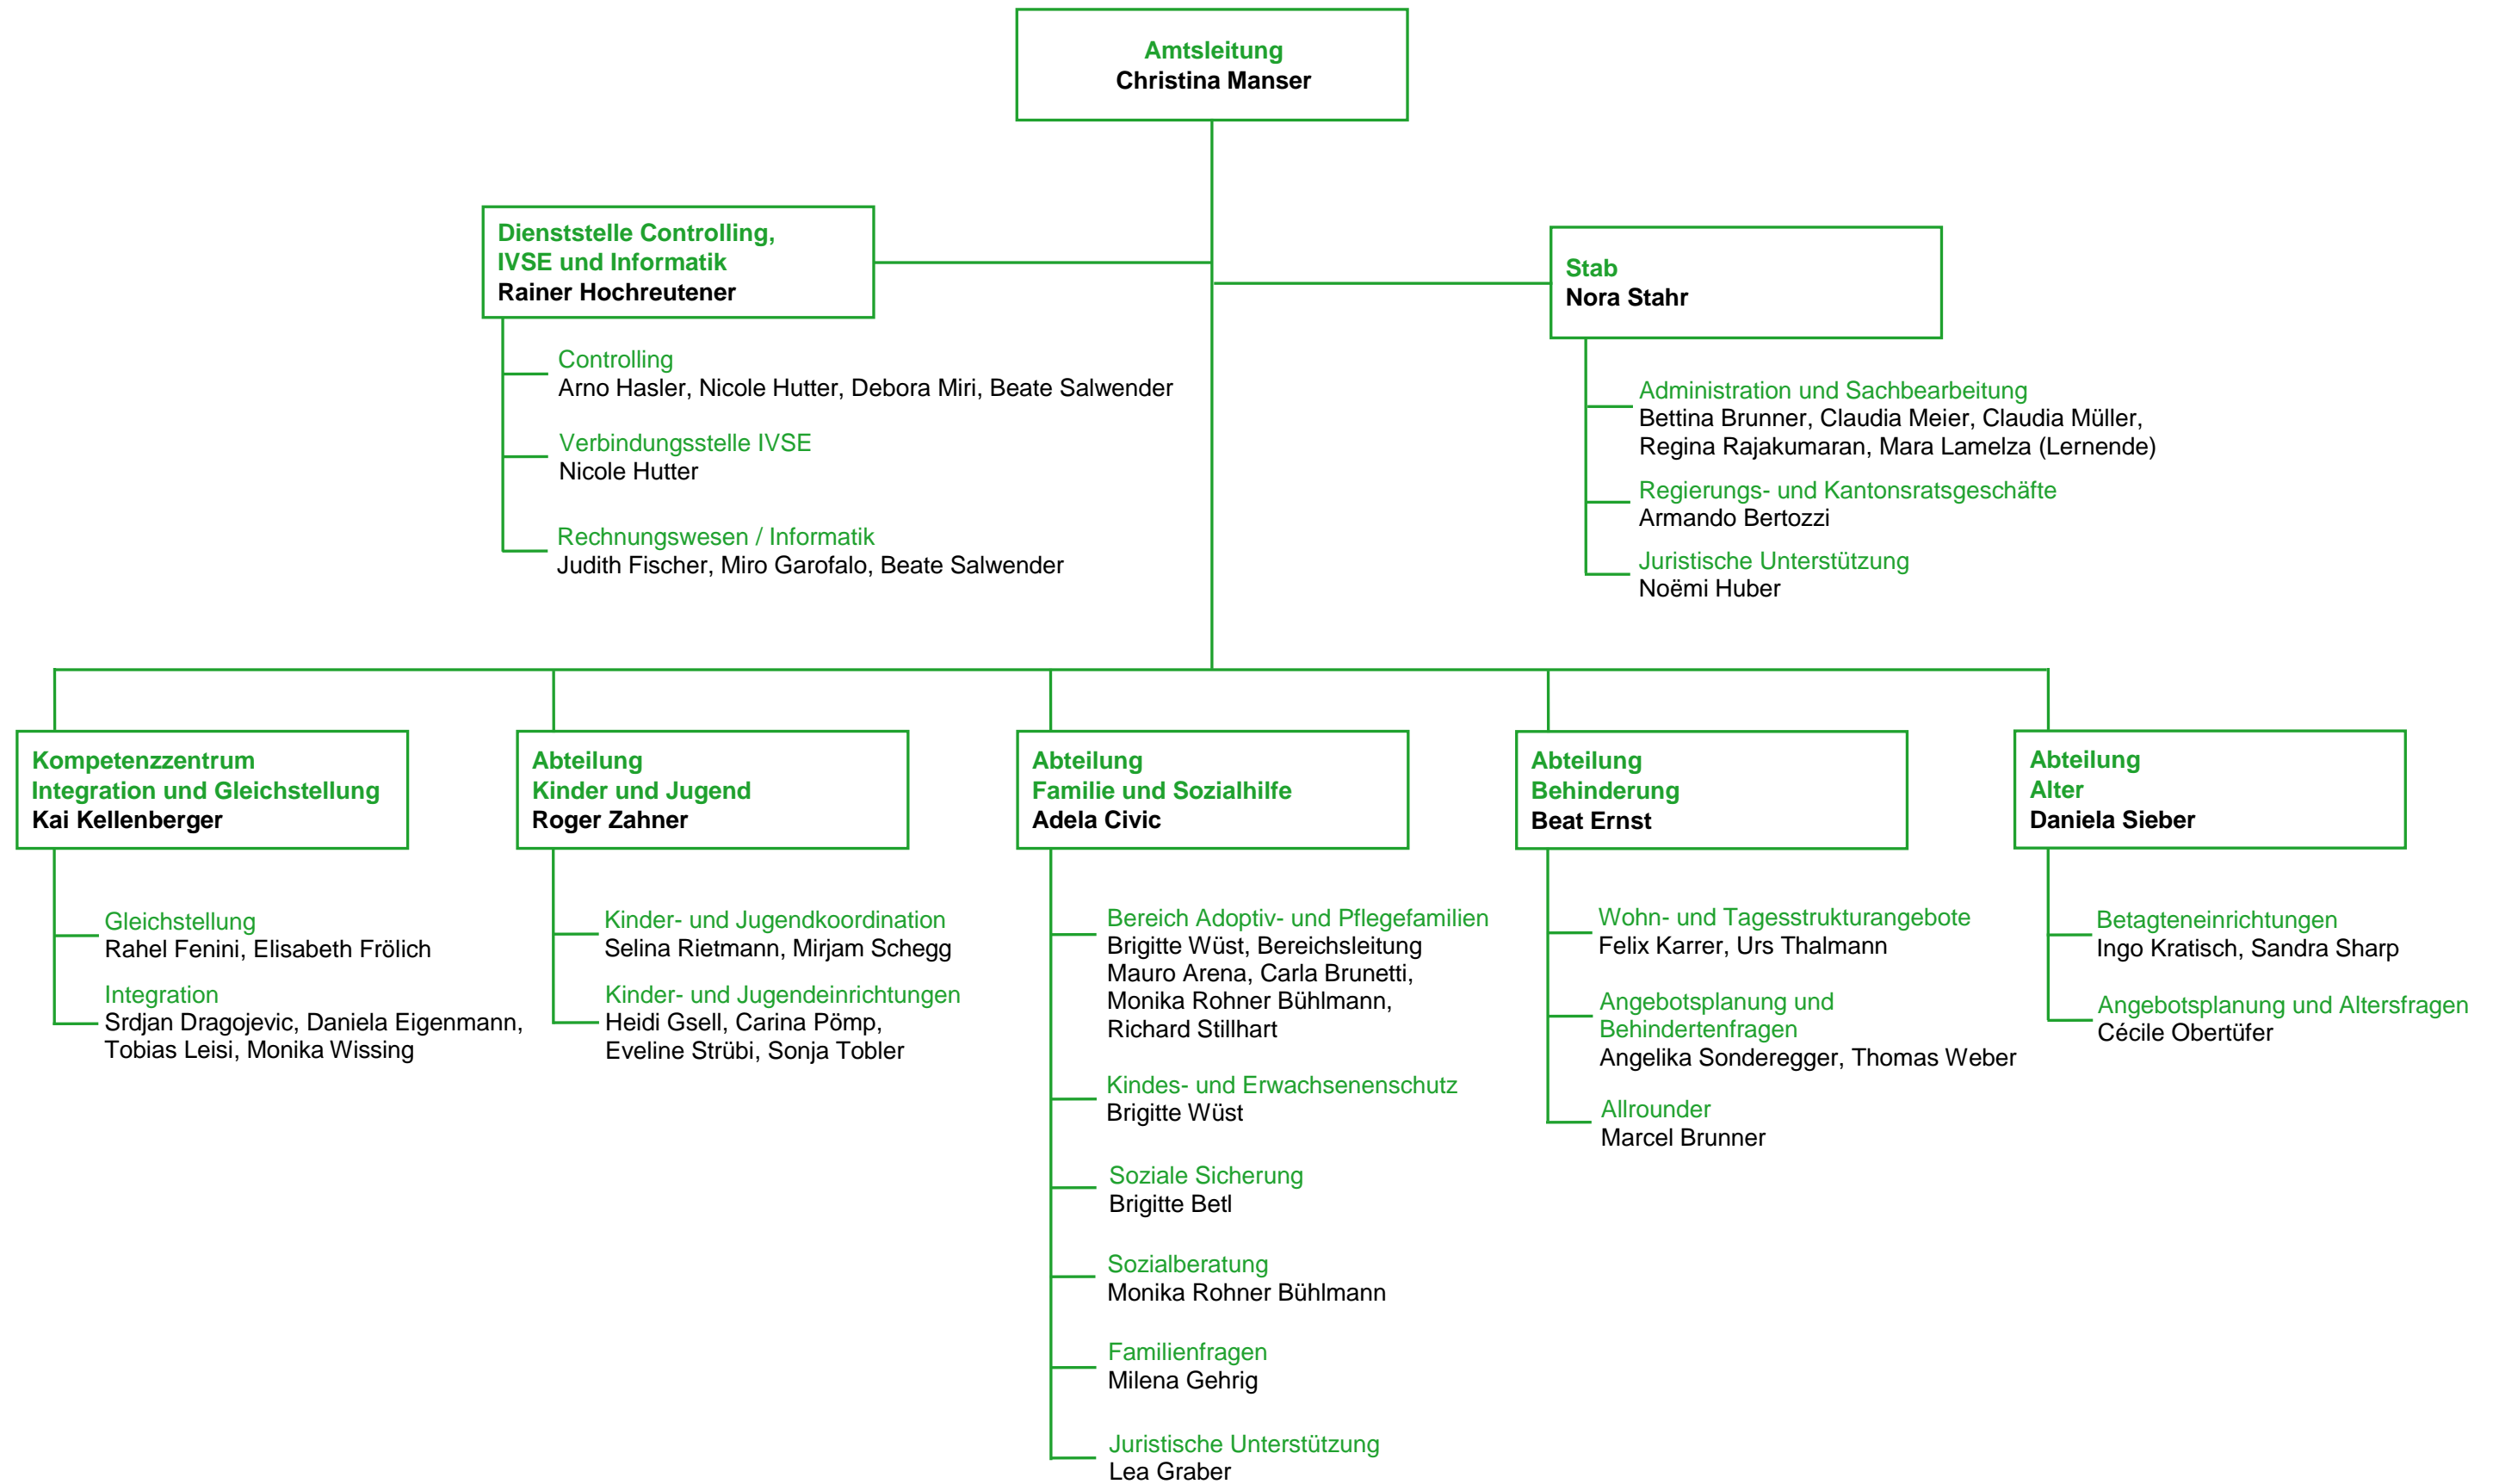 Amtsleitung
Christina Manser
Dienststelle Controlling,
IVSE und Informatik
Rainer Hochreutener
Controlling
Arno Hasler, Nicole Hutter, Debora Miri, Beate Salwender
Verbindungsstelle IVSE
Nicole Hutter
Rechnungswesen / Informatik
Judith Fischer, Miro Garofalo, Beate Salwender
Stab
Nora Stahr
Administration und Sachbearbeitung
Bettina Brunner, Claudia Meier, Claudia Müller,
Regina Rajakumaran, Mara Lamelza (Lernende)
Regierungs- und Kantonsratsgeschäfte
Armando Bertozzi
Juristische Unterstützung
Noëmi Huber
Kompetenzzentrum
Integration und Gleichstellung
Kai Kellenberger
Gleichstellung
Rahel Fenini, Elisabeth Frölich
Integration
Srdjan Dragojevic, Daniela Eigenmann,
Tobias Leisi, Monika Wissing
Abteilung
Kinder und Jugend
Roger Zahner
Kinder- und Jugendkoordination
Selina Rietmann, Mirjam Schegg
Kinder- und Jugendeinrichtungen
Heidi Gsell, Carina Pömp,
Eveline Strübi, Sonja Tobler
Abteilung
Familie und Sozialhilfe
Adela Civic
Bereich Adoptiv- und Pflegefamilien
Brigitte Wüst, Bereichsleitung
Mauro Arena, Carla Brunetti,
Monika Rohner Bühlmann,
Richard Stillhart
Kindes- und Erwachsenenschutz
Brigitte Wüst
Soziale Sicherung
Brigitte Betl
Sozialberatung
Monika Rohner Bühlmann
Familienfragen
Milena Gehrig
Juristische Unterstützung
Lea Graber
Abteilung
Behinderung
Beat Ernst
Wohn- und Tagesstrukturangebote
Felix Karrer, Urs Thalmann
Angebotsplanung und
Behindertenfragen
Angelika Sonderegger, Thomas Weber
Allrounder
Marcel Brunner
Abteilung
Alter
Daniela Sieber
Betagteneinrichtungen
Ingo Kratisch, Sandra Sharp
Angebotsplanung und Altersfragen
Cécile Obertüfer